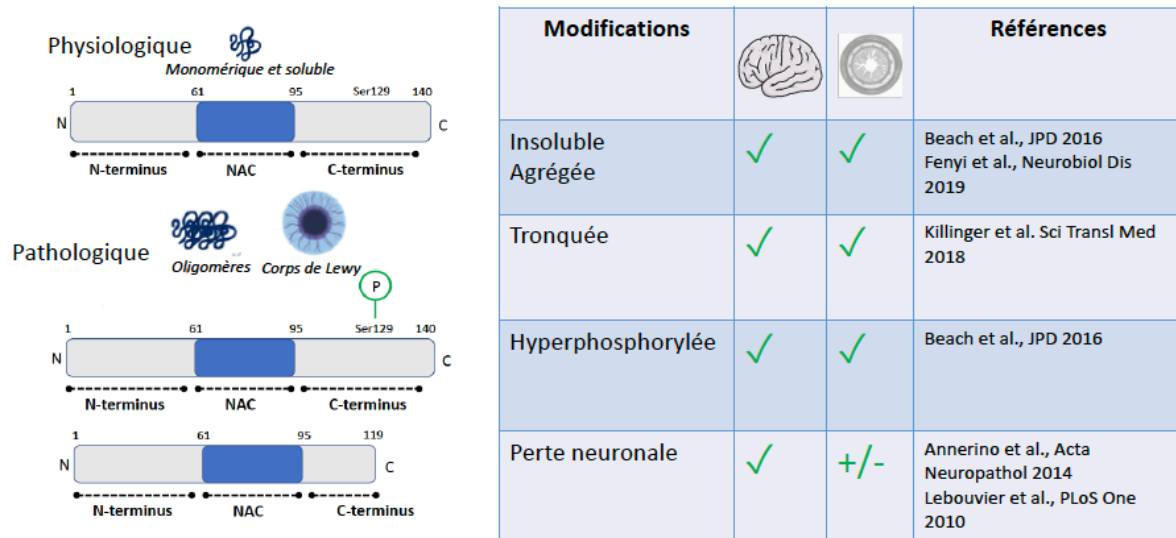 Physiologique
Monomérique et soluble
1 61 95 Ser129 140
N C
N-terminus NAC C-terminus
Pathologique
Oligomères Corps de Lewy
P
1 61 95 Ser129 140
N C
N-terminus NAC C-terminus
1 61 95 119
N C
N-terminus NAC C-terminus
Modifications Références
Insoluble
Agrégée
✓ ✓
Beach et al., JPD 2016
Fenyi et al., Neurobiol Dis
2019
Tronquée ✓ ✓
Killinger et al. Sci Transl Med
2018
Hyperphosphorylée ✓ ✓ Beach et al., JPD 2016
Perte neuronale ✓ +/-
Annerino et al., Acta
Neuropathol 2014
Lebouvier et al., PLoS One
2010